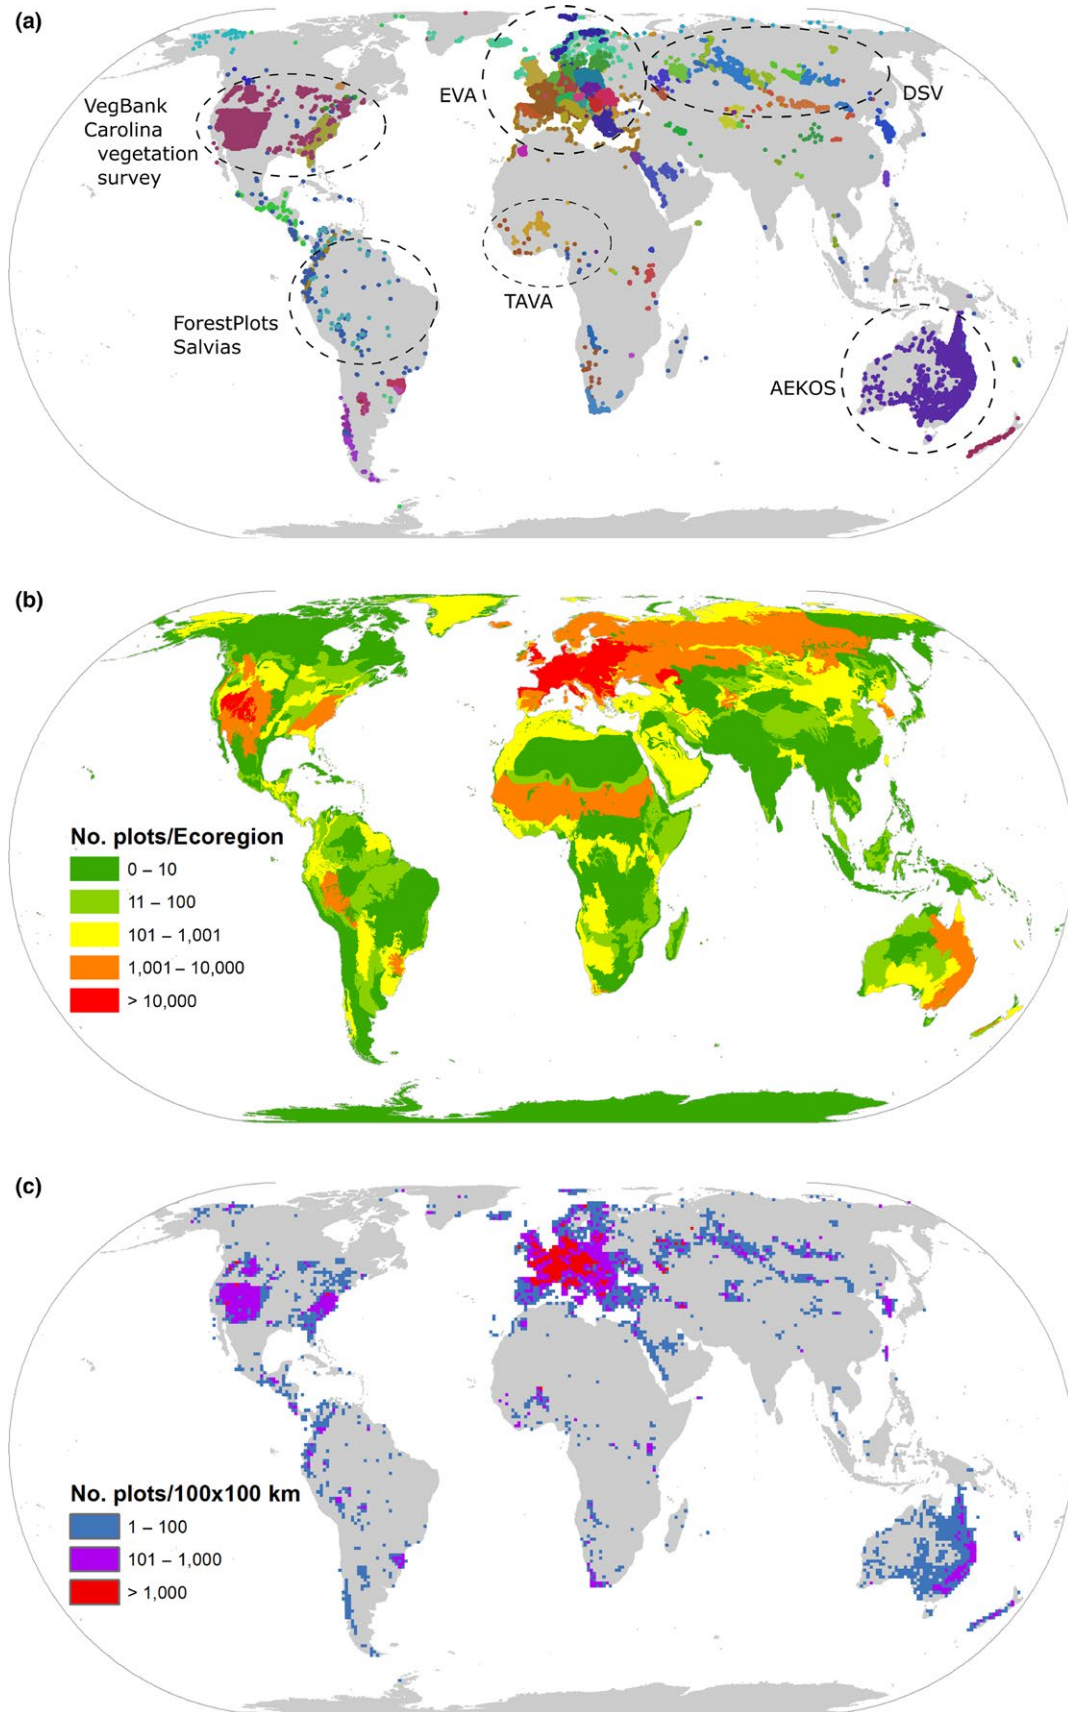 (a)
VegBank
Carolina
vegetation
survey
EVA
DSV
TAVA
ForestPlots
Salvias
AEKOS
(b)
No. plots/Ecoregion
0 – 10
11 – 100
101 – 1,001
1,001 – 10,000
> 10,000
(c)
No. plots/100x100 km
1 – 100
101 – 1,000
> 1,000